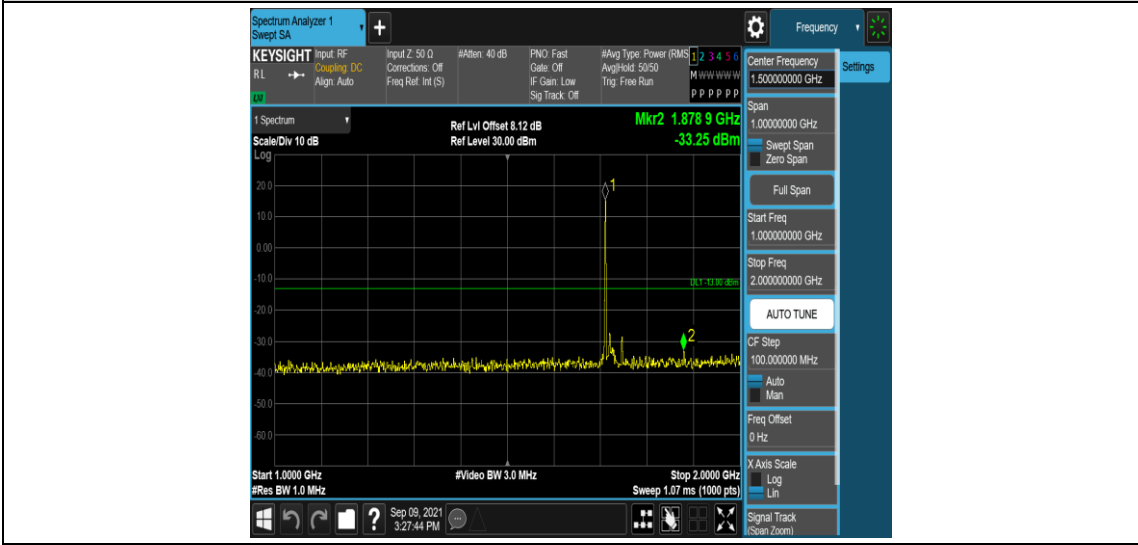 Spectrum Analyzer 1
Swept SA
+
Frequency
KEYSIGHT
RL
LNI
Input: RF
Coupling: DC
Align: Auto
Input Z: 50 Ω
Corrections: Off
Freq Ref: Int (S)
#Atten: 40 dB
PNO: Fast
Gate: Off
IF Gain: Low
Sig Track: Off
#Avg Type: Power (RMS
Avg|Hold: 50/50
Trig: Free Run
1 2 3 4 5 6
M W W W W W
P P P P P P
1 Spectrum
Scale/Div 10 dB
Ref Lvl Offset 8.12 dB
Ref Level 30.00 dBm
Mkr2 1.878 9 GHz
-33.25 dBm
Log
20.0
10.0
0.00
-10.0
-20.0
-30.0
-40.0
-50.0
-60.0
1
DL1 -13.00 dBm
2
Start 1.0000 GHz
#Res BW 1.0 MHz
#Video BW 3.0 MHz
Stop 2.0000 GHz
Sweep 1.07 ms (1000 pts)
?
Sep 09, 2021
3:27:44 PM
Center Frequency
1.500000000 GHz
Settings
Span
1.00000000 GHz
Swept Span
Zero Span
Full Span
Start Freq
1.000000000 GHz
Stop Freq
2.000000000 GHz
AUTO TUNE
CF Step
100.000000 MHz
Auto
Man
Freq Offset
0 Hz
X Axis Scale
Log
Lin
Signal Track
(Span Zoom)